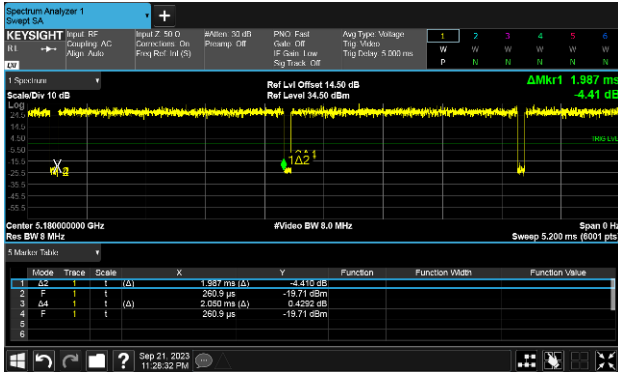 Spectrum Analyzer 1
Swept SA
+
KEYSIGHT Input: RF Input Z: 50 Ω #Atten: 30 dB PNO: Fast Avg Type: Voltage 1 2 3 4 5 6
R L Coupling: AC Corrections: On Preamp: Off Gate: Off Trig: Video W W W W W W
Align: Auto Freq Ref: Int (S) IF Gain: Low Trig Delay: 5.000 ms P N N N N N
LXI Sig Track: Off
1 Spectrum Ref Lvl Offset 14.50 dB ΔMkr1 1.987 ms
Scale/Div 10 dB Ref Level 34.50 dBm -4.41 dB
Log
24.5
14.5
4.50 TRIG LVL
-5.50
-15.5 1Δ2
-25.5
-35.5
-45.5
-55.5
Center 5.180000000 GHz #Video BW 8.0 MHz Span 0 Hz
Res BW 8 MHz Sweep 5.200 ms (6001 pts)
5 Marker Table
Mode Trace Scale X Y Function Function Width Function Value
1 Δ2 1 t (Δ) 1.987 ms (Δ) -4.410 dB
2 F 1 t 260.9 µs -19.71 dBm
3 Δ4 1 t (Δ) 2.050 ms (Δ) 0.4292 dB
4 F 1 t 260.9 µs -19.71 dBm
5
6
? Sep 21, 2023
11:28:32 PM